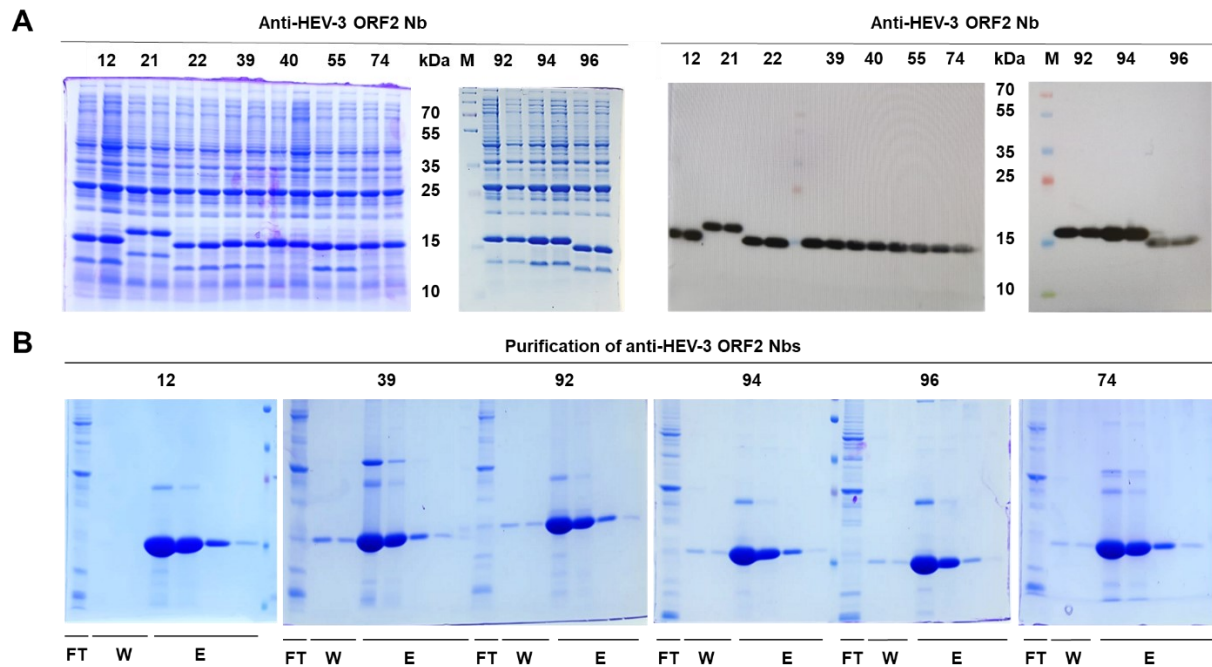 A
Anti-HEV-3 ORF2 Nb
Anti-HEV-3 ORF2 Nb
12 21 22 39 40 55 74 kDa M 92 94 96
12 21 22 39 40 55 74 kDa M 92 94 96
70
55
35
25
15
10
70
55
35
25
15
10
B
Purification of anti-HEV-3 ORF2 Nbs
12 39 92 94 96 74
FT W E FT W E FT W E FT W E FT W E FT W E